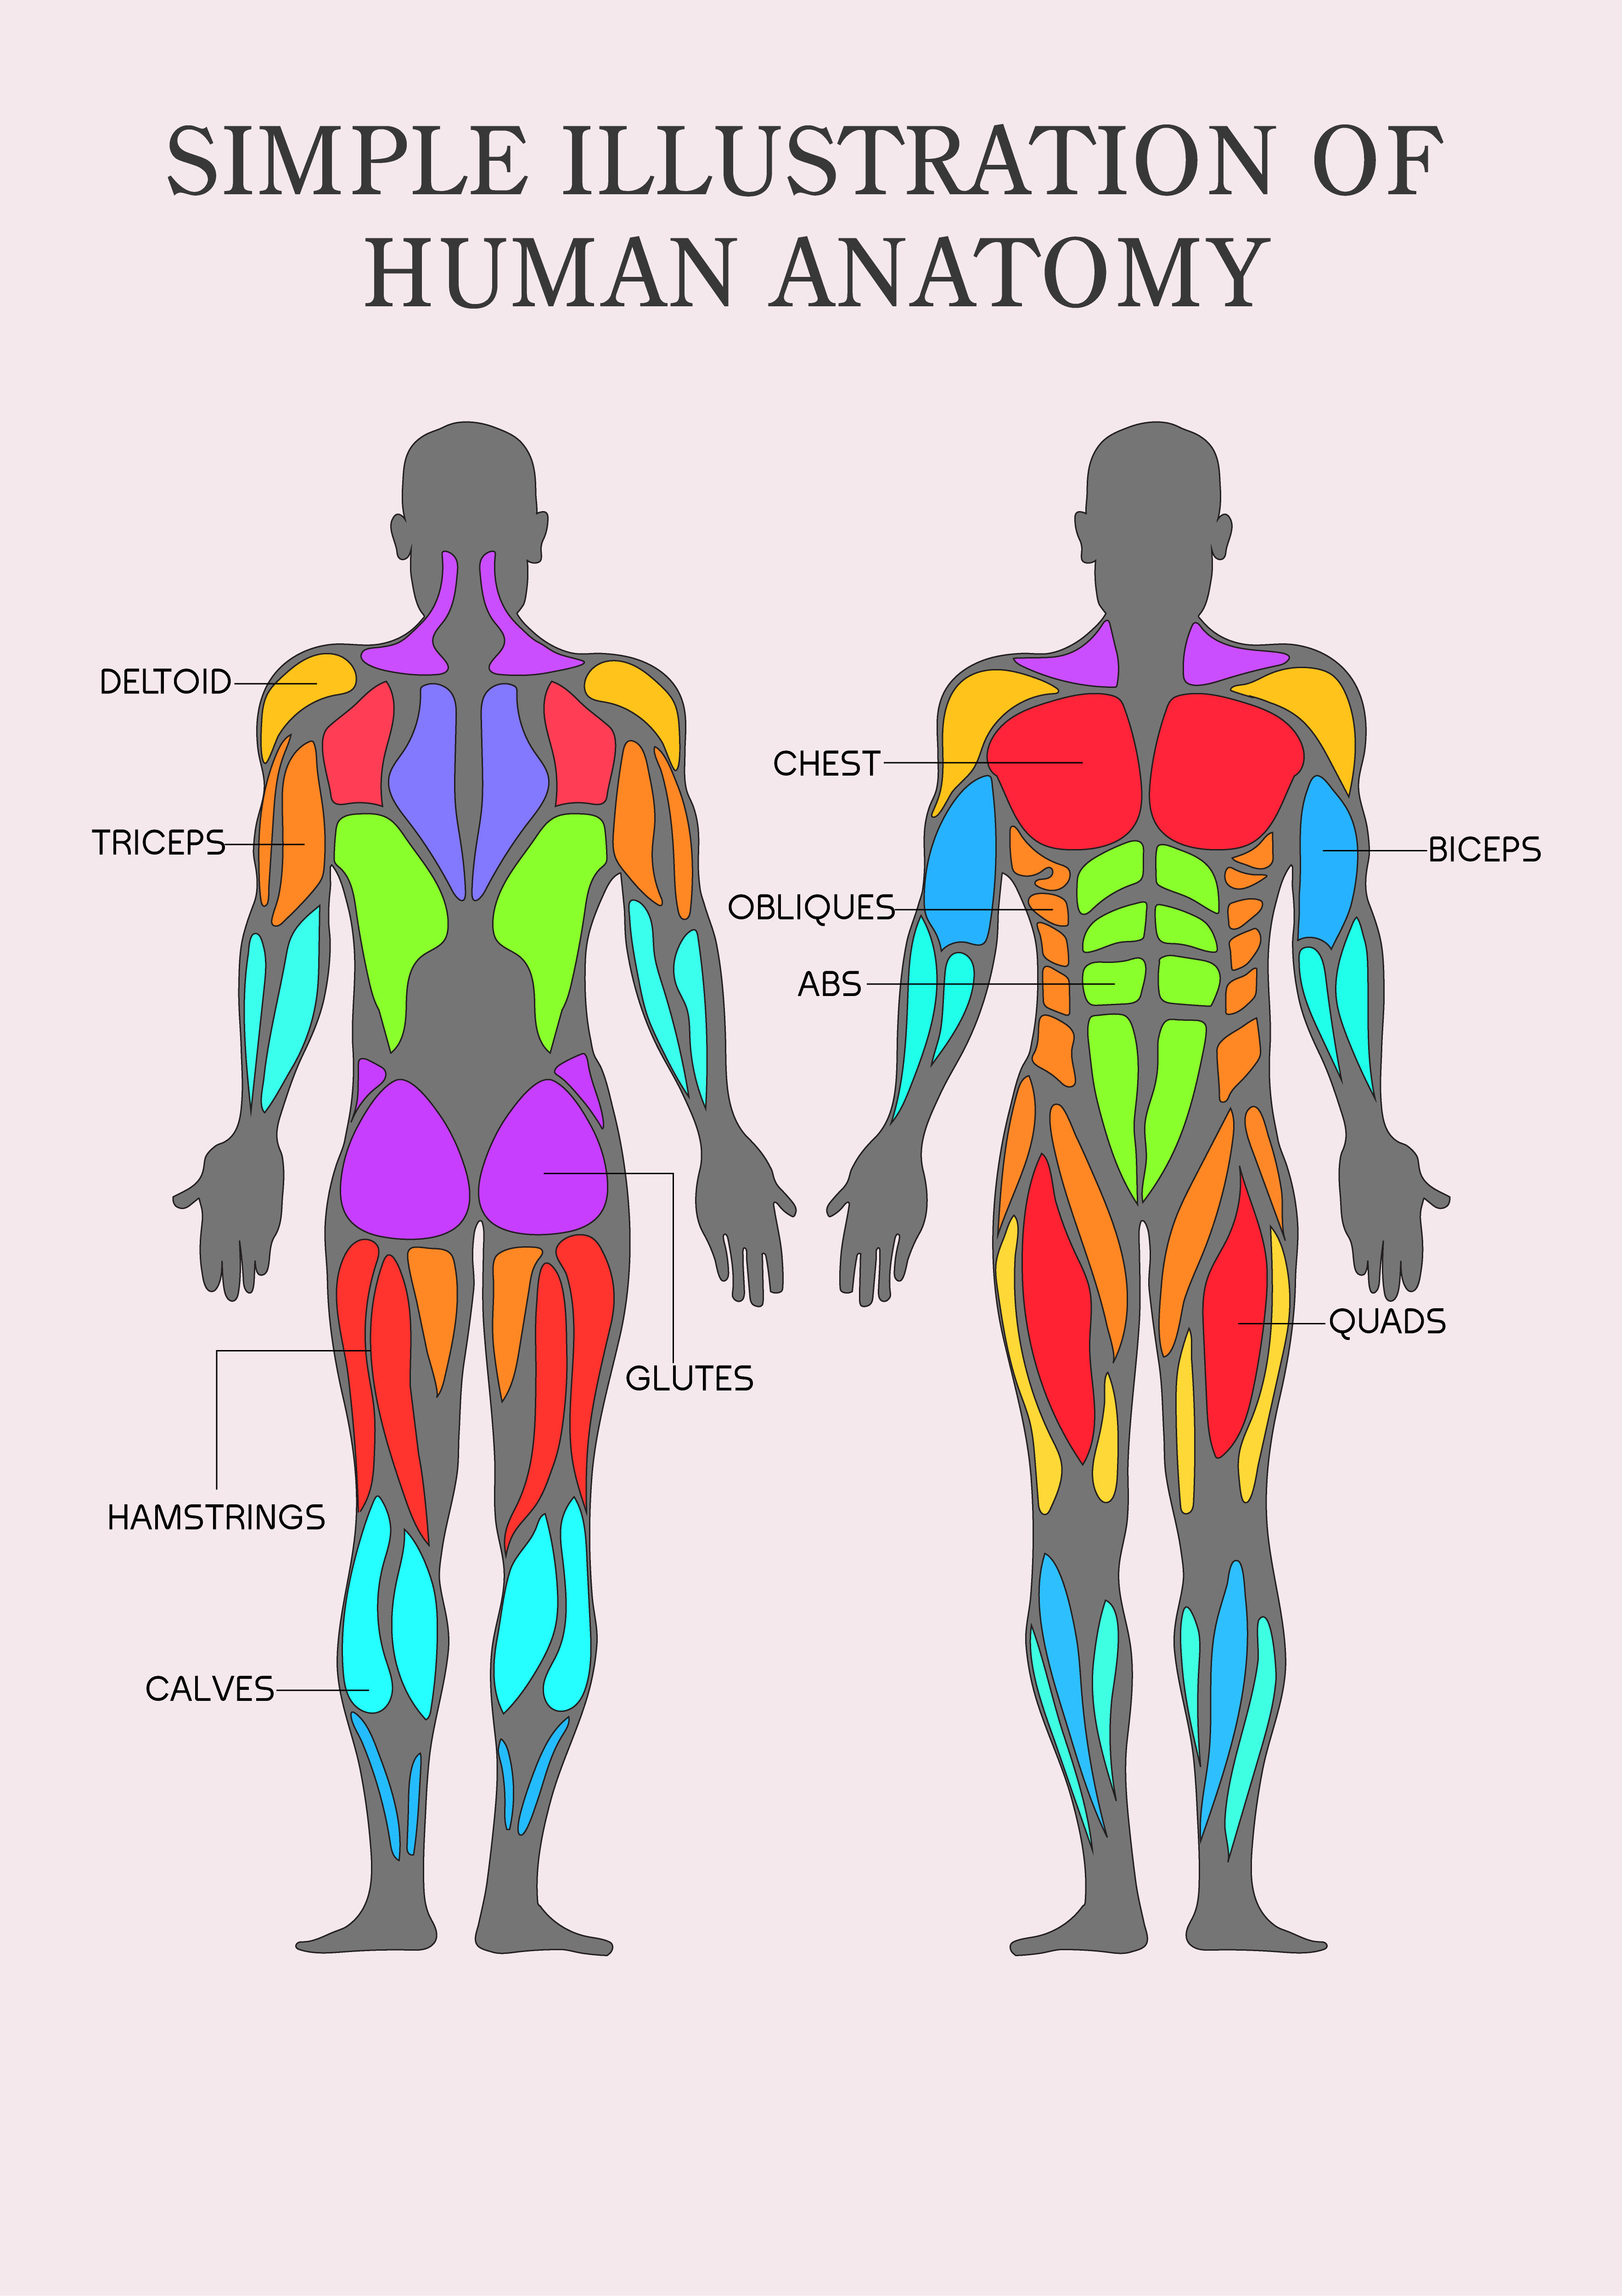 SIMPLE ILLUSTRATION OF
HUMAN ANATOMY
DELTOID
TRICEPS
GLUTES
HAMSTRINGS
CALVES
CHEST
BICEPS
OBLIQUES
ABS
QUADS